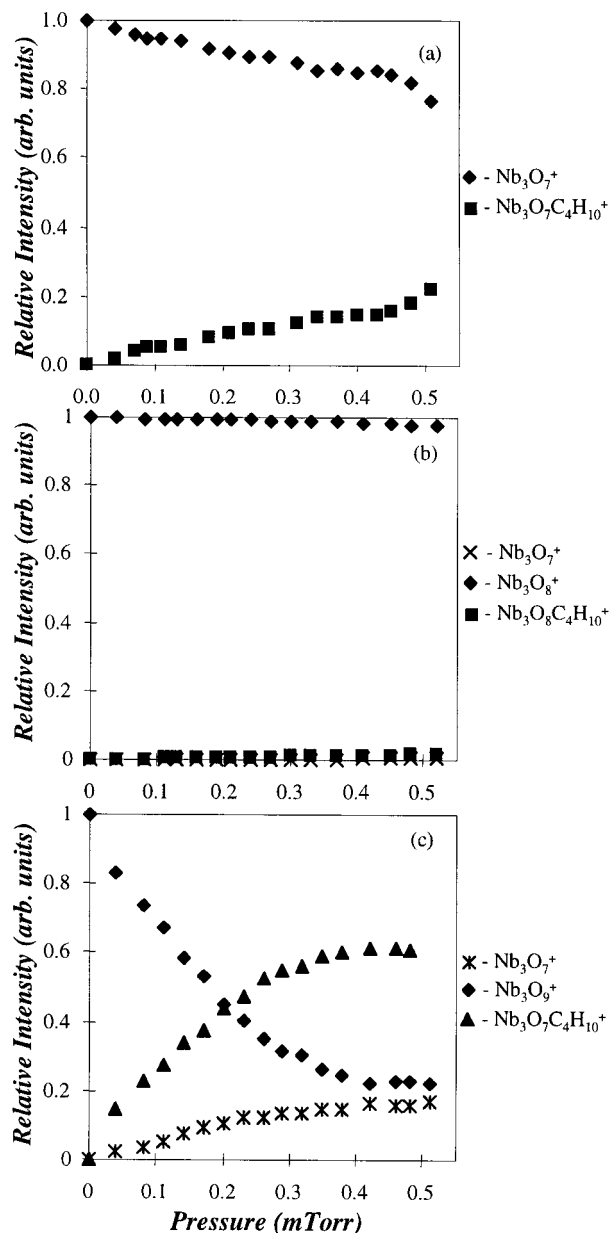 (a)
Relative Intensity (arb. units)
1.0
0.8
0.6
0.4
0.2
0.0
0.0 0.1 0.2 0.3 0.4 0.5
◆ - Nb₃O₇⁺
■ - Nb₃O₇C₄H₁₀⁺
(b)
Relative Intensity (arb. units)
1
0.8
0.6
0.4
0.2
0
0 0.1 0.2 0.3 0.4 0.5
× - Nb₃O₇⁺
◆ - Nb₃O₈⁺
■ - Nb₃O₈C₄H₁₀⁺
(c)
Relative Intensity (arb. units)
1
0.8
0.6
0.4
0.2
0
0 0.1 0.2 0.3 0.4 0.5
Pressure (mTorr)
ж - Nb₃O₇⁺
◆ - Nb₃O₉⁺
▲ - Nb₃O₇C₄H₁₀⁺